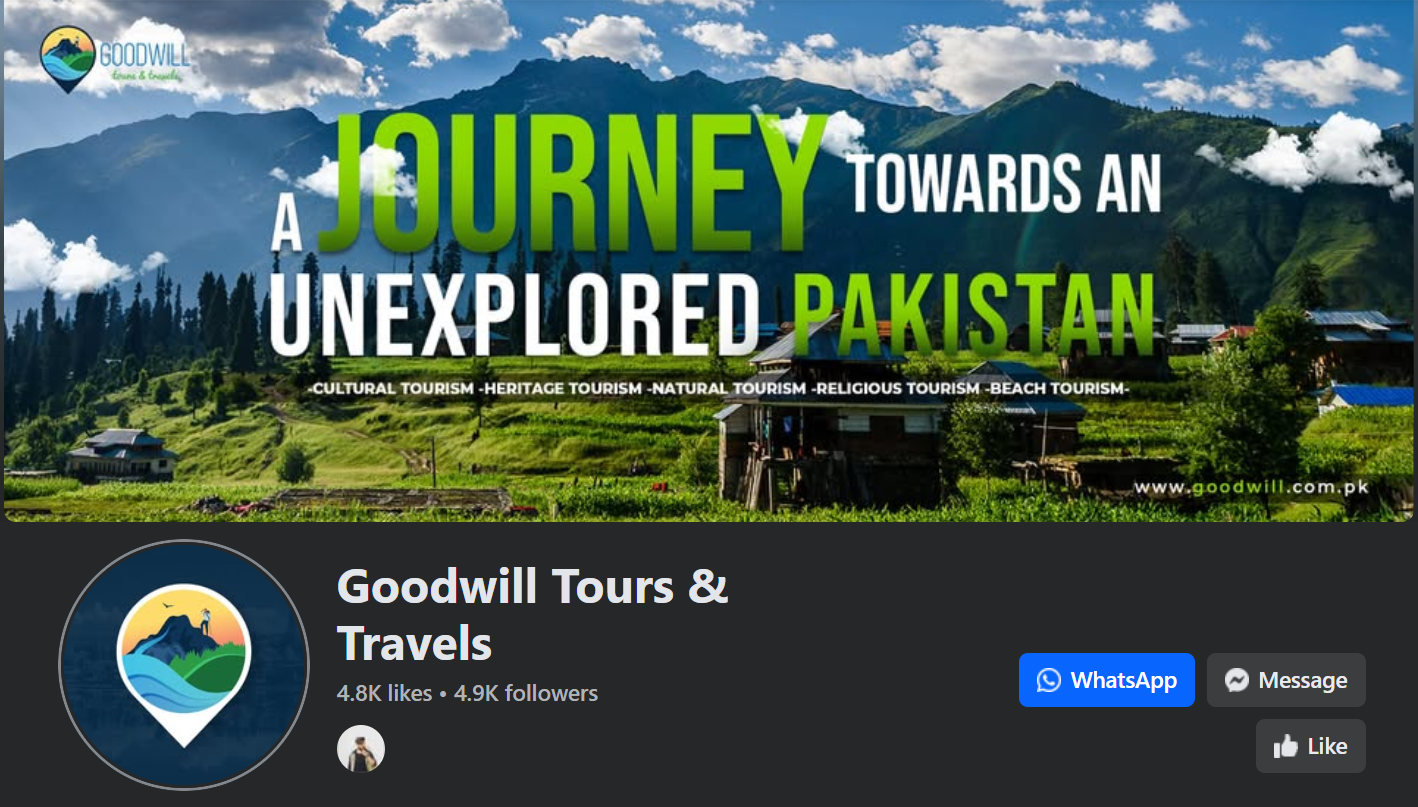 GOODWILL
tours & travels
A JOURNEY TOWARDS AN
UNEXPLORED PAKISTAN
-CULTURAL TOURISM -HERITAGE TOURISM -NATURAL TOURISM -RELIGIOUS TOURISM -BEACH TOURISM-
www.goodwill.com.pk
Goodwill Tours &
Travels
4.8K likes • 4.9K followers
WhatsApp
Message
Like